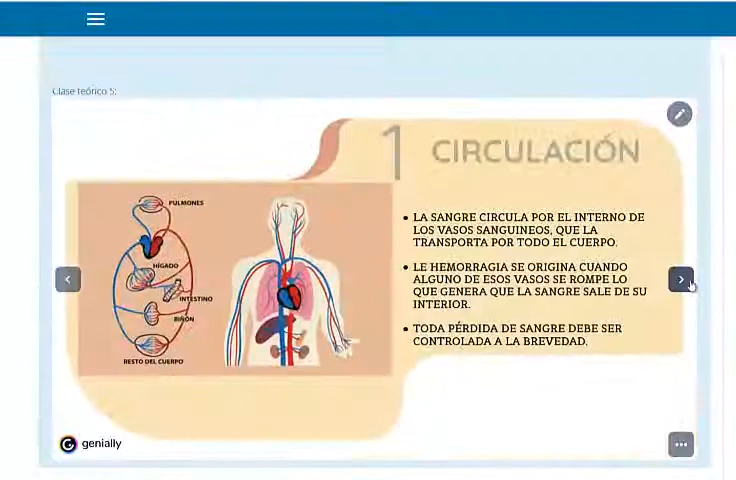 Clase teórico 5:
1 CIRCULACIÓN
PULMONES
HÍGADO
INTESTINO
RIÑÓN
RESTO DEL CUERPO
• LA SANGRE CIRCULA POR EL INTERNO DE
LOS VASOS SANGUINEOS, QUE LA
TRANSPORTA POR TODO EL CUERPO.
• LE HEMORRAGIA SE ORIGINA CUANDO
ALGUNO DE ESOS VASOS SE ROMPE LO
QUE GENERA QUE LA SANGRE SALE DE SU
INTERIOR.
• TODA PÉRDIDA DE SANGRE DEBE SER
CONTROLADA A LA BREVEDAD.
genially